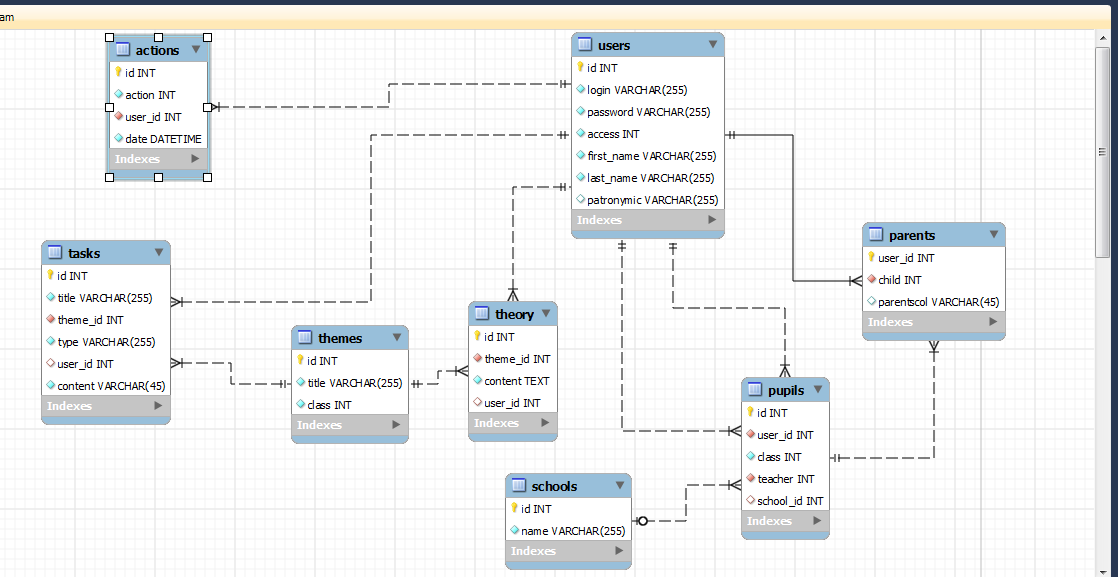 am
actions
id INT
action INT
user_id INT
date DATETIME
Indexes
users
id INT
login VARCHAR(255)
password VARCHAR(255)
access INT
first_name VARCHAR(255)
last_name VARCHAR(255)
patronymic VARCHAR(255)
Indexes
parents
user_id INT
child INT
parentscol VARCHAR(45)
Indexes
tasks
id INT
title VARCHAR(255)
theme_id INT
type VARCHAR(255)
user_id INT
content VARCHAR(45)
Indexes
themes
id INT
title VARCHAR(255)
class INT
Indexes
theory
id INT
theme_id INT
content TEXT
user_id INT
Indexes
pupils
id INT
user_id INT
class INT
teacher INT
school_id INT
Indexes
schools
id INT
name VARCHAR(255)
Indexes